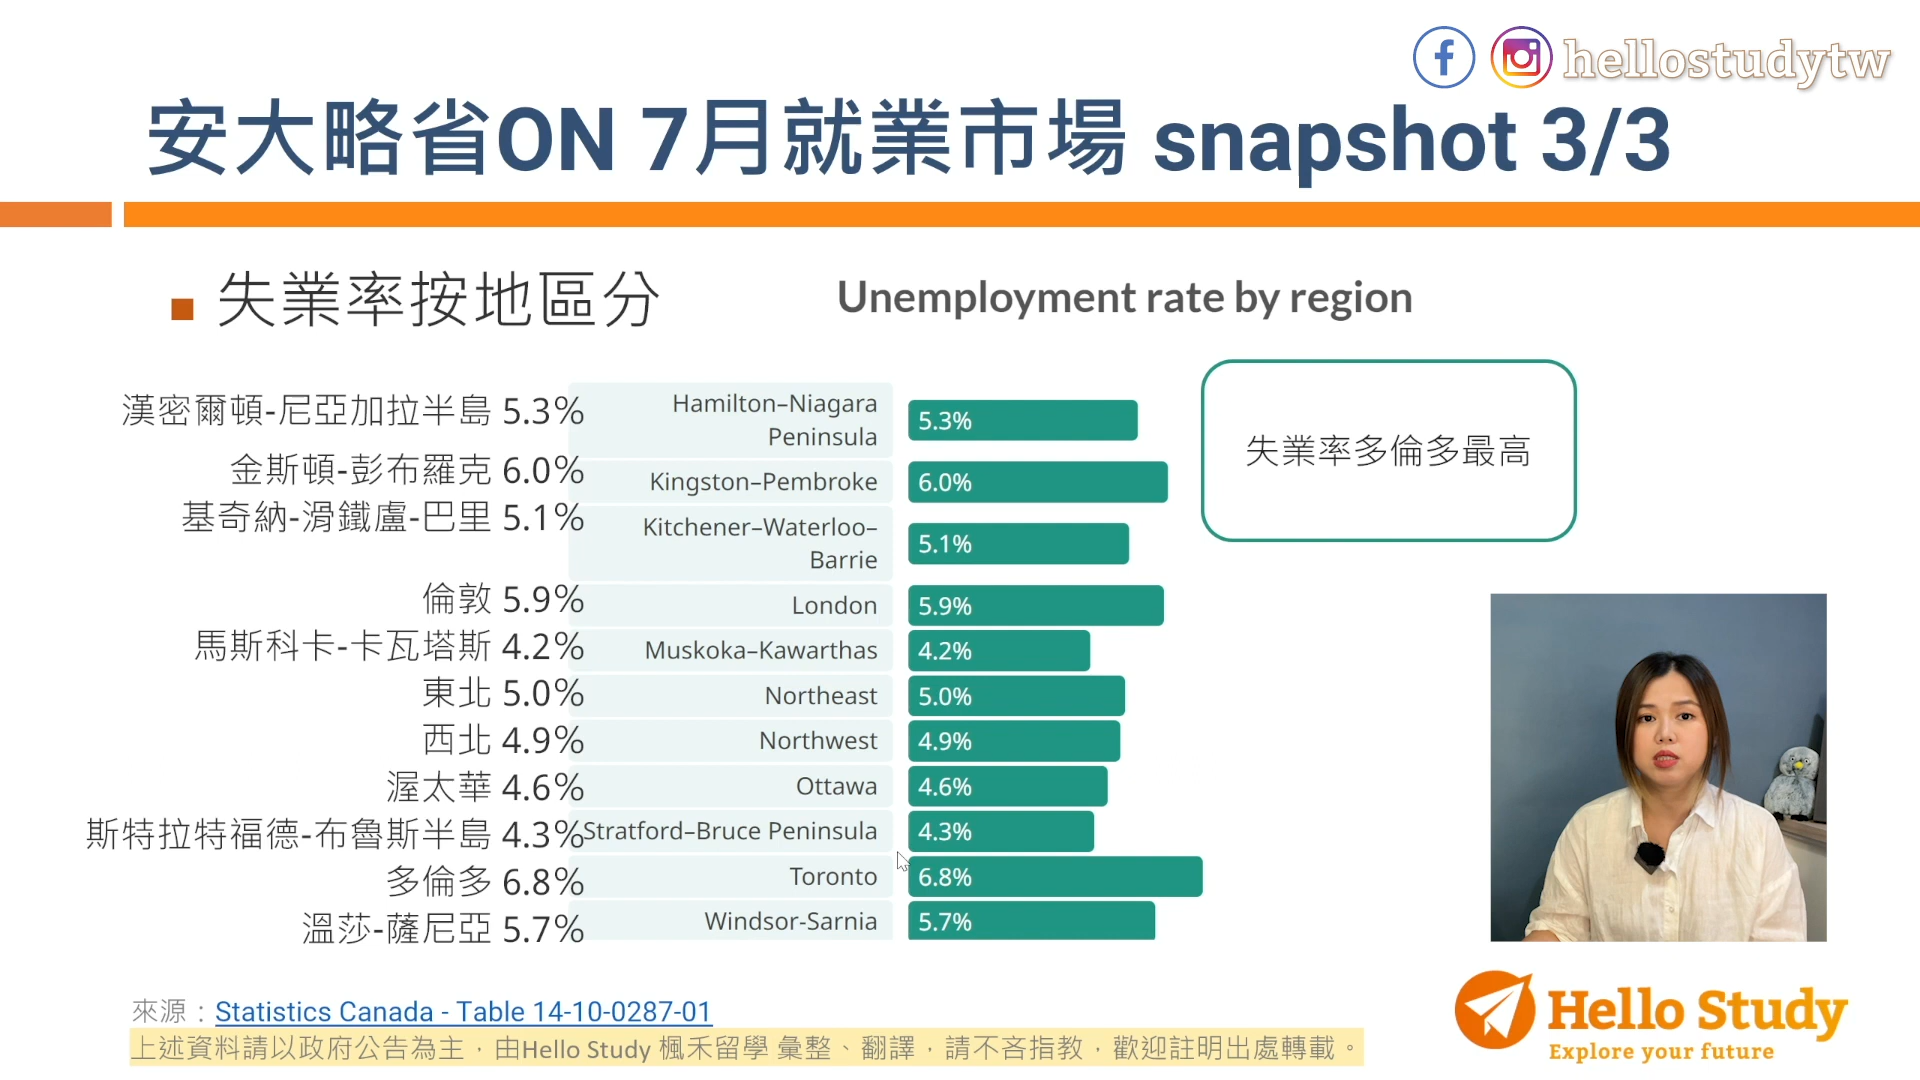 hellostudytw
安大略省ON 7月就業市場 snapshot 3/3
失業率按地區分
Unemployment rate by region
漢密爾頓-尼亞加拉半島 5.3%
Hamilton–Niagara
Peninsula
5.3%
金斯頓-彭布羅克 6.0%
Kingston–Pembroke
6.0%
基奇納-滑鐵盧-巴里 5.1%
Kitchener–Waterloo–
Barrie
5.1%
倫敦 5.9%
London
5.9%
馬斯科卡-卡瓦塔斯 4.2%
Muskoka–Kawarthas
4.2%
東北 5.0%
Northeast
5.0%
西北 4.9%
Northwest
4.9%
渥太華 4.6%
Ottawa
4.6%
斯特拉特福德-布魯斯半島 4.3%
Stratford–Bruce Peninsula
4.3%
多倫多 6.8%
Toronto
6.8%
溫莎-薩尼亞 5.7%
Windsor-Sarnia
5.7%
失業率多倫多最高
來源：Statistics Canada - Table 14-10-0287-01
上述資料請以政府公告為主，由Hello Study 楓禾留學 彙整、翻譯，請不吝指教，歡迎註明出處轉載。
Hello Study
Explore your future